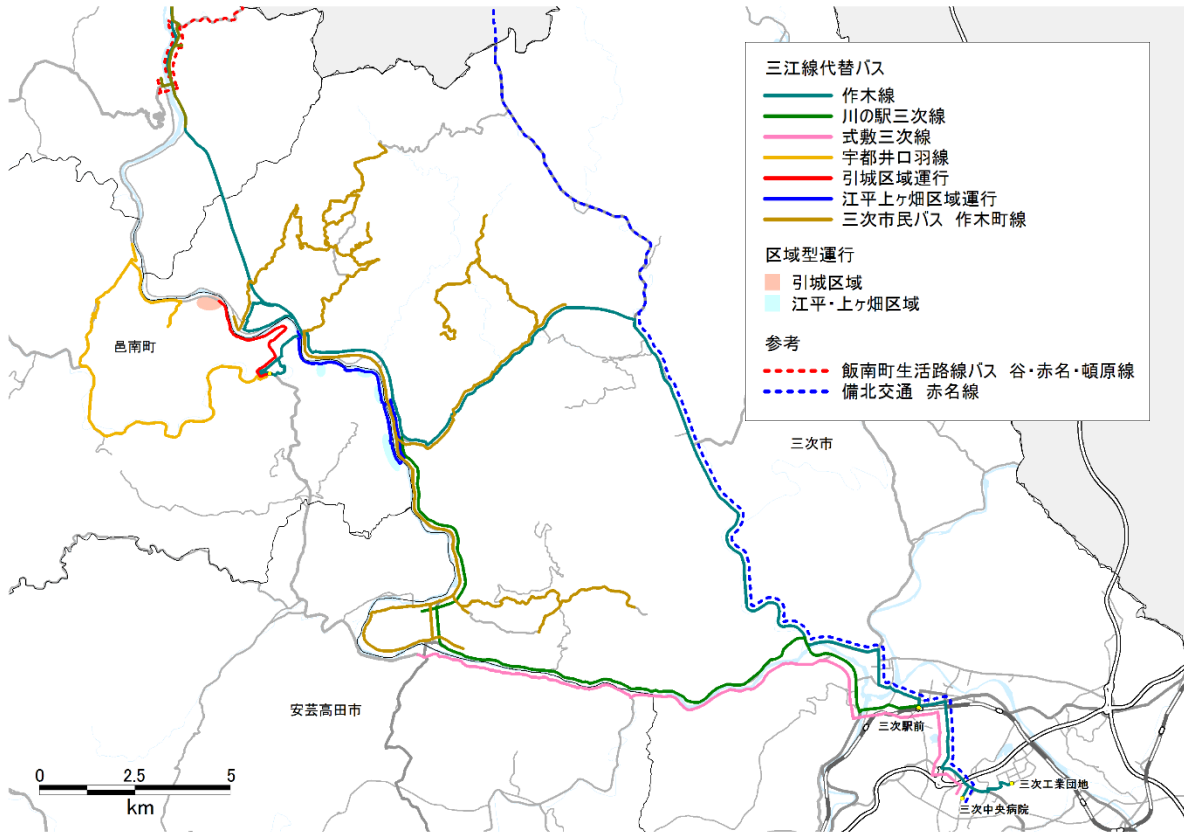 三江線代替バス
作木線
川の駅三次線
式敷三次線
宇都井口羽線
引城区域運行
江平上ヶ畑区域運行
三次市民バス 作木町線
区域型運行
引城区域
江平・上ヶ畑区域
参考
飯南町生活路線バス 谷・赤名・頓原線
備北交通 赤名線
邑南町
三次市
安芸高田市
三次駅前
三次工業団地
三次中央病院
0 2.5 5
km